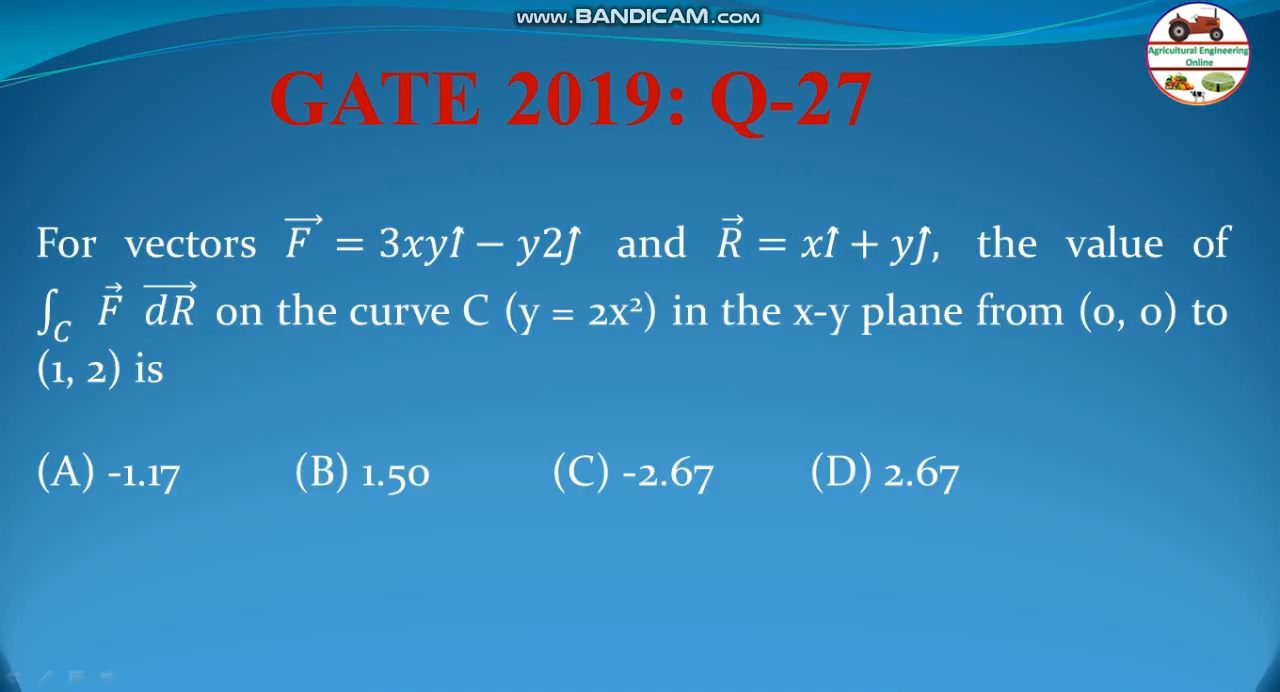 www.BANDICAM.com
Agricultural Engineering
Online
GATE 2019: Q-27
For vectors F⃗ = 3xyî − y2ĵ and R⃗ = xî + yĵ, the value of
∫_C F⃗ dR⃗ on the curve C (y = 2x²) in the x-y plane from (0, 0) to
(1, 2) is
(A) -1.17 (B) 1.50 (C) -2.67 (D) 2.67